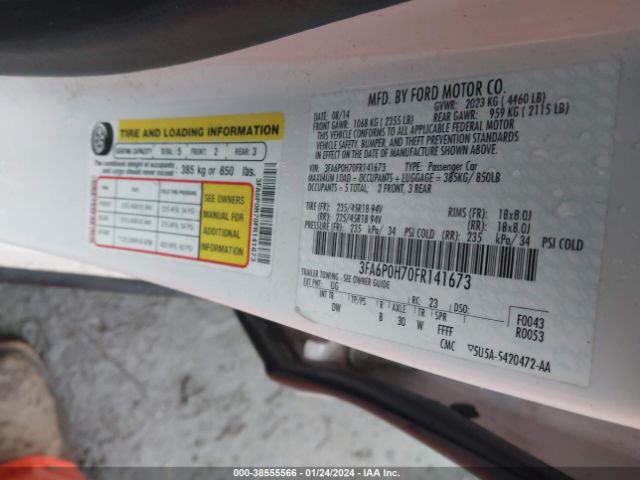 TIRE AND LOADING INFORMATION
SEATING CAPACITY TOTAL 5 FRONT: 2 REAR: 3
The combined weight of occupants and cargo should never exceed: 385 kg or 850 lbs.
SEE OWNERS
MANUAL FOR
ADDITIONAL
INFORMATION
3FA6P0H70FR141673
MFD. BY FORD MOTOR CO.
DATE: 08/14 GVWR: 2023 KG ( 4460 LB)
FRONT GAWR: 1068 KG ( 2355 LB) REAR GAWR: 959 KG ( 2115 LB)
THIS VEHICLE CONFORMS TO ALL APPLICABLE FEDERAL MOTOR
VEHICLE SAFETY, BUMPER, AND THEFT PREVENTION STANDARDS
IN EFFECT ON THE DATE OF MANUFACTURE SHOWN ABOVE.
VIN: 3FA6P0H70FR141673 TYPE: Passenger Car
MAXIMUM LOAD = OCCUPANTS + LUGGAGE = 385KG/ 850LB
OCCUPANTS = 5 TOTAL: 2 FRONT, 3 REAR
TIRE (FR): 235/45R18 94V RIMS (FR): 18x8.0J
(RR): 225/45R18 94V (RR): 18x8.0J
PRESSURE (FR): 235 kPa/ 34 PSI COLD (RR): 235 kPa/34 PSI COLD
3FA6P0H70FR141673
TRAILER TOWING - SEE OWNER GUIDE
EXT PNT: UG RC: 23 DSO: F0043
INT TR TP/PS R AXLE TR SPR R0053
DW B 30 W FFFF
CMC ▽5U5A-5420472-AA
000-38555566 - 01/24/2024 - IAA Inc.